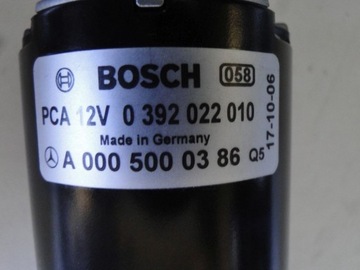 BOSCH 058
PCA 12V 0 392 022 010
Made in Germany
A 000 500 03 86 Q5
17-10-06